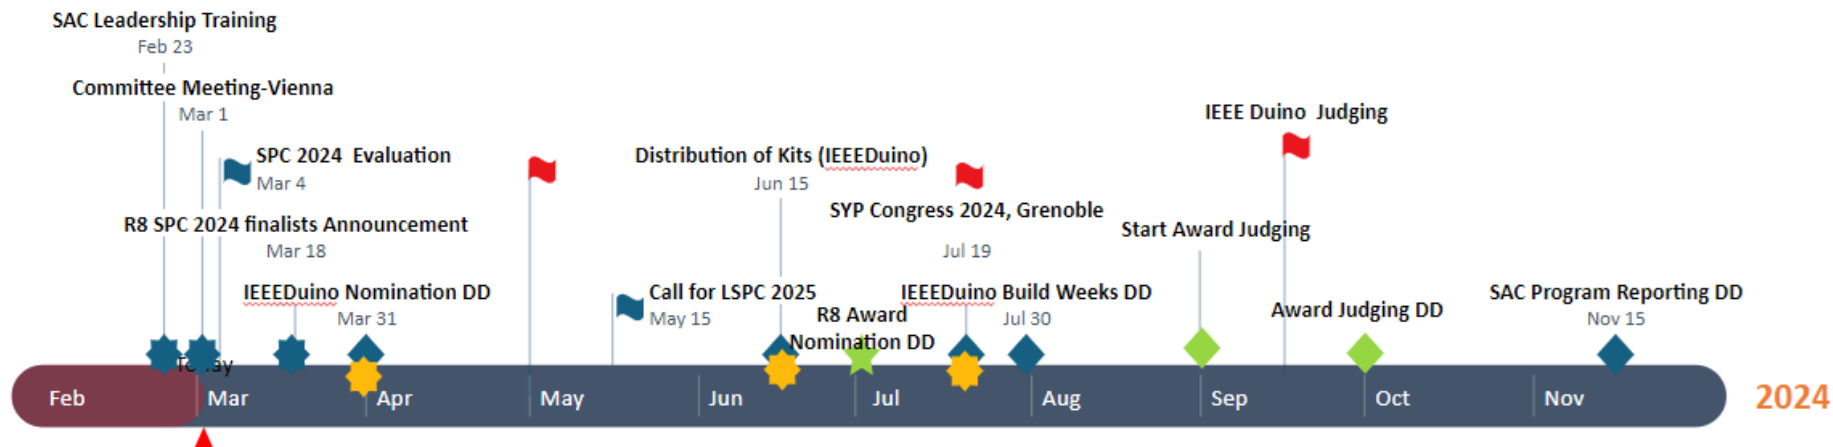 SAC Leadership Training
Feb 23
Committee Meeting-Vienna
Mar 1
SPC 2024 Evaluation
Mar 4
R8 SPC 2024 finalists Announcement
Mar 18
IEEEDuino Nomination DD
Mar 31
Distribution of Kits (IEEEDuino)
Jun 15
SYP Congress 2024, Grenoble
Jul 19
Call for LSPC 2025
May 15
R8 Award
Nomination DD
IEEEDuino Build Weeks DD
Jul 30
IEEE Duino Judging
Start Award Judging
Award Judging DD
SAC Program Reporting DD
Nov 15
Today
Feb Mar Apr May Jun Jul Aug Sep Oct Nov 2024